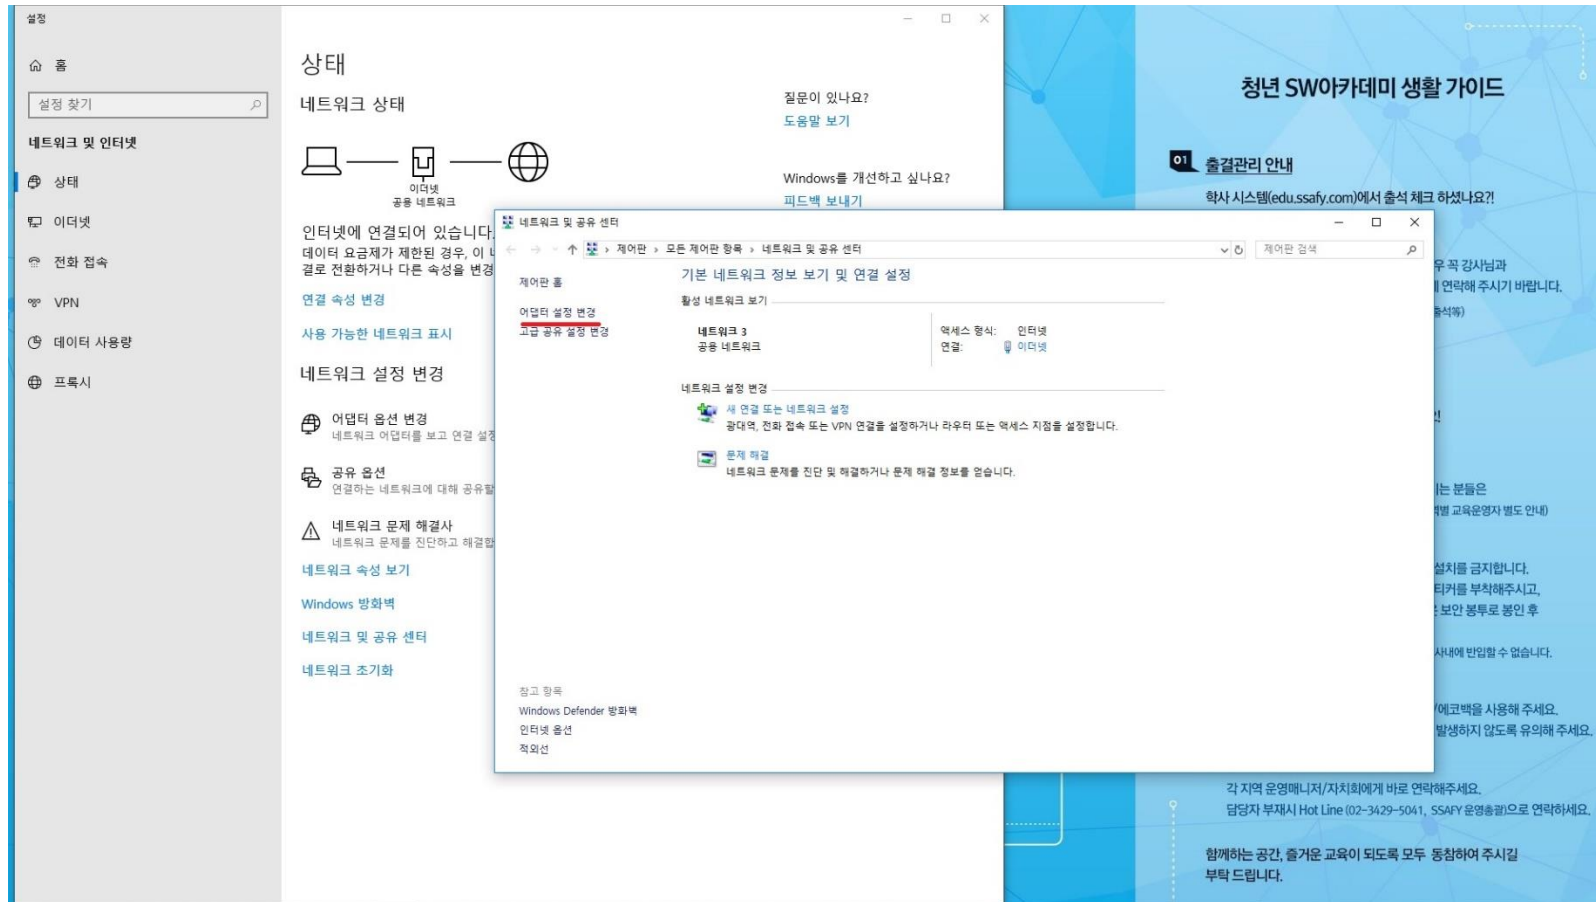 설정
홈
설정 찾기
네트워크 및 인터넷
상태
이더넷
전화 접속
VPN
데이터 사용량
프록시
상태
네트워크 상태
이더넷
공용 네트워크
인터넷에 연결되어 있습니다.
데이터 요금제가 제한된 경우, 이
결로 전환하거나 다른 속성을 변경
연결 속성 변경
사용 가능한 네트워크 표시
네트워크 설정 변경
어댑터 옵션 변경
네트워크 어댑터를 보고 연결 설정
공유 옵션
연결하는 네트워크에 대해 공유할
네트워크 문제 해결사
네트워크 문제를 진단하고 해결합
네트워크 속성 보기
Windows 방화벽
네트워크 및 공유 센터
네트워크 초기화
질문이 있나요?
도움말 보기
Windows를 개선하고 싶나요?
피드백 보내기
네트워크 및 공유 센터
제어판 › 모든 제어판 항목 › 네트워크 및 공유 센터
제어판 검색
제어판 홈
어댑터 설정 변경
고급 공유 설정 변경
기본 네트워크 정보 보기 및 연결 설정
활성 네트워크 보기
네트워크 3
공용 네트워크
액세스 형식: 인터넷
연결: 이더넷
네트워크 설정 변경
새 연결 또는 네트워크 설정
광대역, 전화 접속 또는 VPN 연결을 설정하거나 라우터 또는 액세스 지점을 설정합니다.
문제 해결
네트워크 문제를 진단 및 해결하거나 문제 해결 정보를 얻습니다.
참고 항목
Windows Defender 방화벽
인터넷 옵션
적외선
청년 SW아카데미 생활 가이드
01 출결관리 안내
학사 시스템(edu.ssafy.com)에서 출석 체크 하셨나요?!
우 꼭 강사님과
연락해 주시기 바랍니다.
출석等)
기는 분들은
역별 교육운영자 별도 안내)
설치를 금지합니다.
티커를 부착해주시고,
보안 봉투로 봉인 후
사내에 반입할 수 없습니다.
/에코백을 사용해 주세요.
발생하지 않도록 유의해 주세요.
각 지역 운영매니저/자치회에게 바로 연락해주세요.
담당자 부재시 Hot Line (02-3429-5041, SSAFY 운영총괄)으로 연락하세요.
함께하는 공간, 즐거운 교육이 되도록 모두 동참하여 주시길
부탁 드립니다.